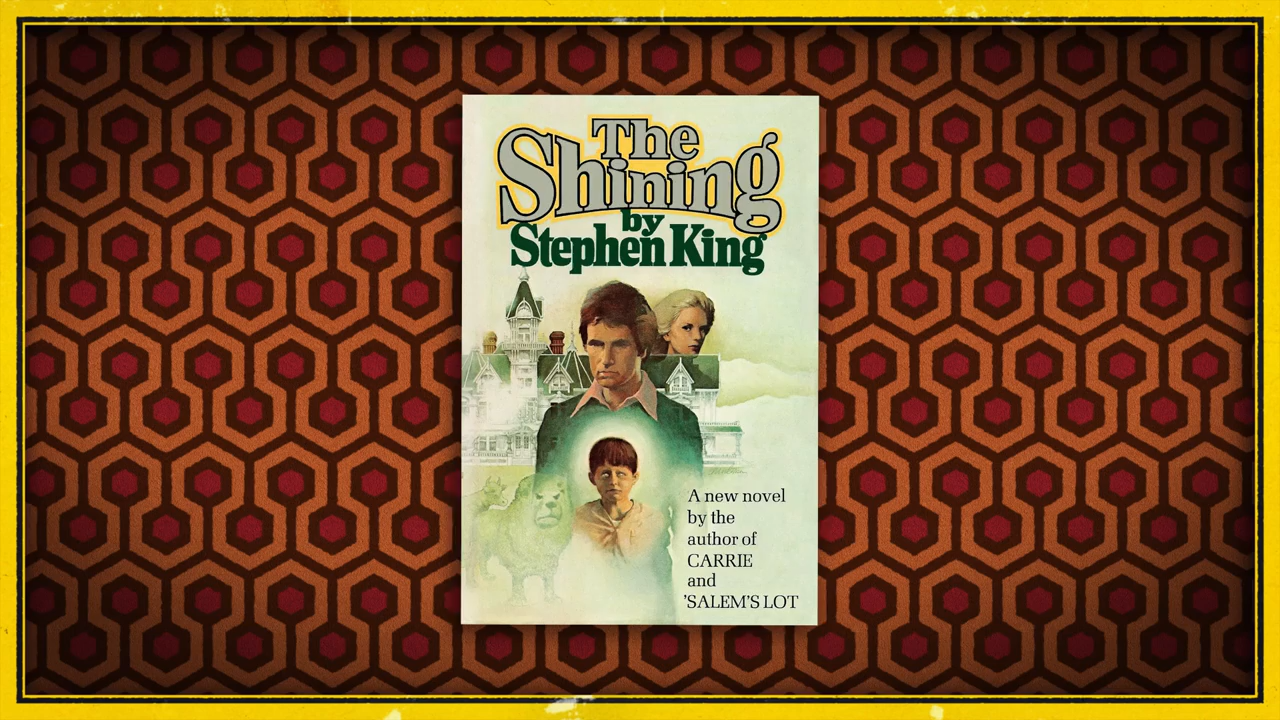 The
Shining
by
Stephen King
A new novel
by the
author of
CARRIE
and
'SALEM'S LOT